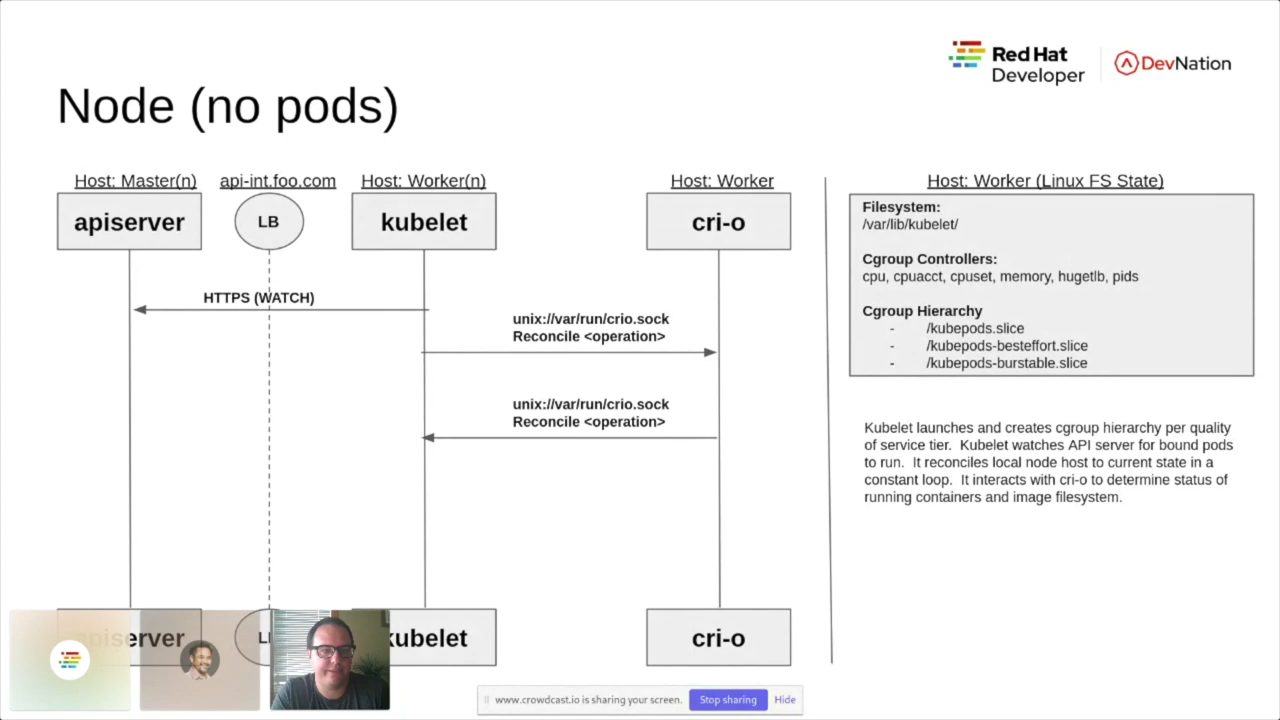 Red Hat
Developer
DevNation
Node (no pods)
Host: Master(n)
api-int.foo.com
Host: Worker(n)
Host: Worker
Host: Worker (Linux FS State)
apiserver
LB
kubelet
cri-o
Filesystem:
/var/lib/kubelet/
Cgroup Controllers:
cpu, cpuacct, cpuset, memory, hugetlb, pids
Cgroup Hierarchy
- /kubepods.slice
- /kubepods-besteffort.slice
- /kubepods-burstable.slice
HTTPS (WATCH)
unix://var/run/crio.sock
Reconcile <operation>
unix://var/run/crio.sock
Reconcile <operation>
Kubelet launches and creates cgroup hierarchy per quality
of service tier. Kubelet watches API server for bound pods
to run. It reconciles local node host to current state in a
constant loop. It interacts with cri-o to determine status of
running containers and image filesystem.
apiserver
kubelet
cri-o
www.crowdcast.io is sharing your screen.
Stop sharing
Hide